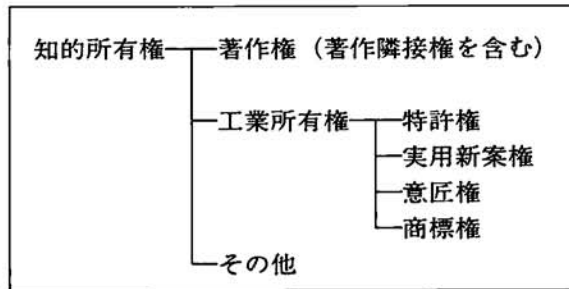 知的所有権 著作権（著作隣接権を含む）
工業所有権 特許権
実用新案権
意匠権
商標権
その他